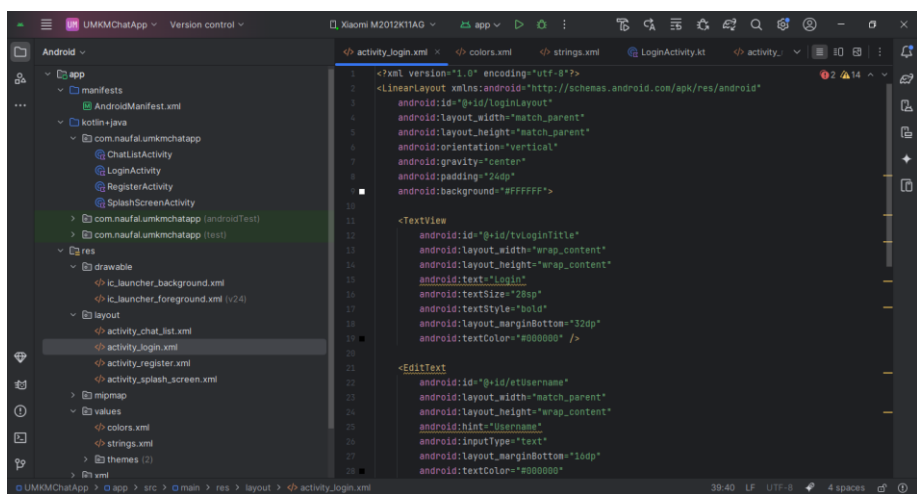 UM UMKMChatApp Version control Xiaomi M2012K11AG app
Android
activity_login.xml colors.xml strings.xml LoginActivity.kt activity_
app
manifests
AndroidManifest.xml
kotlin+java
com.naufal.umkmchatapp
ChatListActivity
LoginActivity
RegisterActivity
SplashScreenActivity
com.naufal.umkmchatapp (androidTest)
com.naufal.umkmchatapp (test)
res
drawable
ic_launcher_background.xml
ic_launcher_foreground.xml (v24)
layout
activity_chat_list.xml
activity_login.xml
activity_register.xml
activity_splash_screen.xml
mipmap
values
colors.xml
strings.xml
themes (2)
xml
2 14
1 <?xml version="1.0" encoding="utf-8"?>
2 <LinearLayout xmlns:android="http://schemas.android.com/apk/res/android"
3 android:id="@+id/loginLayout"
4 android:layout_width="match_parent"
5 android:layout_height="match_parent"
6 android:orientation="vertical"
7 android:gravity="center"
8 android:padding="24dp"
9 android:background="#FFFFFF">
10
11 <TextView
12 android:id="@+id/tvLoginTitle"
13 android:layout_width="wrap_content"
14 android:layout_height="wrap_content"
15 android:text="Login"
16 android:textSize="28sp"
17 android:textStyle="bold"
18 android:layout_marginBottom="32dp"
19 android:textColor="#000000" />
20
21 <EditText
22 android:id="@+id/etUsername"
23 android:layout_width="match_parent"
24 android:layout_height="wrap_content"
25 android:hint="Username"
26 android:inputType="text"
27 android:layout_marginBottom="16dp"
28 android:textColor="#000000"
UMKMChatApp > app > src > main > res > layout > activity_login.xml 39:40 LF UTF-8 4 spaces